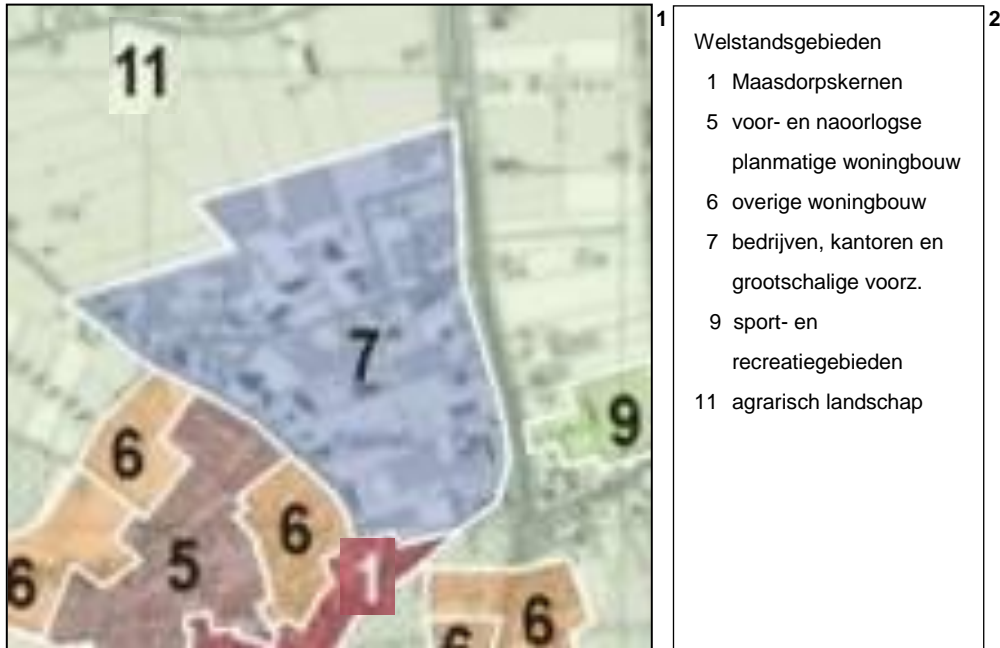 11
7
9
6
6
5
6
1
6
6
1
Welstandsgebieden
1 Maasdorpskernen
5 voor- en naoorlogse
planmatige woningbouw
6 overige woningbouw
7 bedrijven, kantoren en
grootschalige voorz.
9 sport- en
recreatiegebieden
11 agrarisch landschap
2